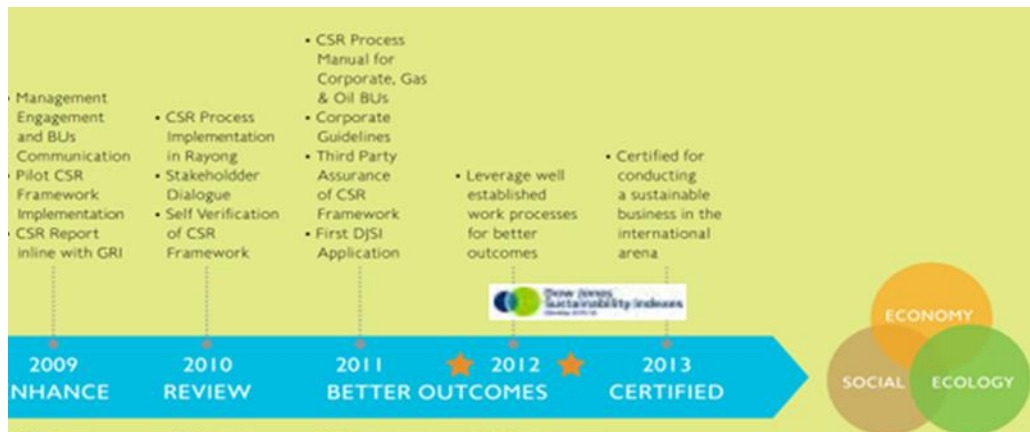 • Management
Engagement
and BUs
Communication
• Pilot CSR
Framework
Implementation
• CSR Report
inline with GRI
• CSR Process
Implementation
in Rayong
• Stakeholdder
Dialogue
• Self Verification
of CSR
Framework
• CSR Process
Manual for
Corporate, Gas
& Oil BUs
• Corporate
Guidelines
• Third Party
Assurance
of CSR
Framework
• First DJSI
Application
• Leverage well
established
work processes
for better
outcomes
• Certified for
conducting
a sustainable
business in the
international
arena
Dow Jones
Sustainability Indexes
2009
2010
2011
2012
2013
NHANCE
REVIEW
BETTER OUTCOMES
CERTIFIED
ECONOMY
SOCIAL
ECOLOGY